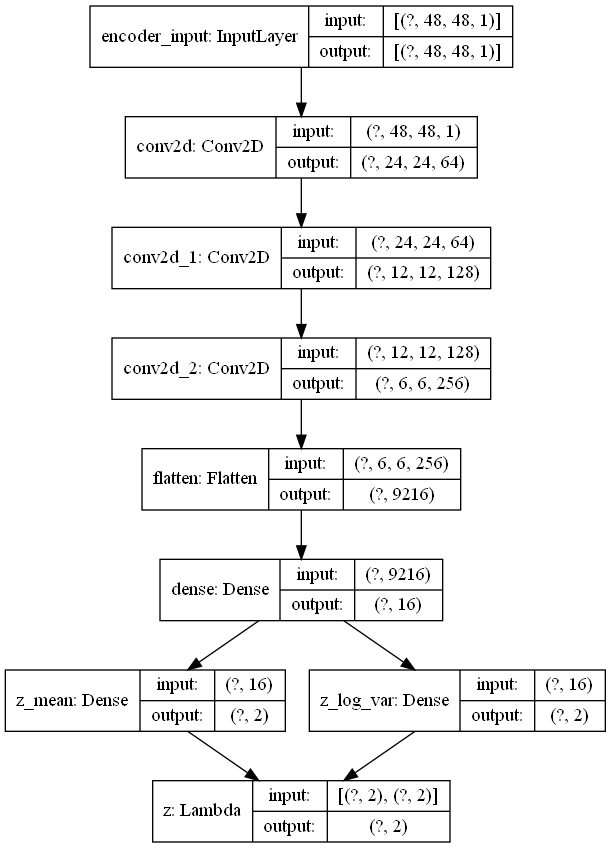 encoder_input: InputLayer
input:
[(?, 48, 48, 1)]
output:
[(?, 48, 48, 1)]
conv2d: Conv2D
input:
(?, 48, 48, 1)
output:
(?, 24, 24, 64)
conv2d_1: Conv2D
input:
(?, 24, 24, 64)
output:
(?, 12, 12, 128)
conv2d_2: Conv2D
input:
(?, 12, 12, 128)
output:
(?, 6, 6, 256)
flatten: Flatten
input:
(?, 6, 6, 256)
output:
(?, 9216)
dense: Dense
input:
(?, 9216)
output:
(?, 16)
z_mean: Dense
input:
(?, 16)
output:
(?, 2)
z_log_var: Dense
input:
(?, 16)
output:
(?, 2)
z: Lambda
input:
[(?, 2), (?, 2)]
output:
(?, 2)